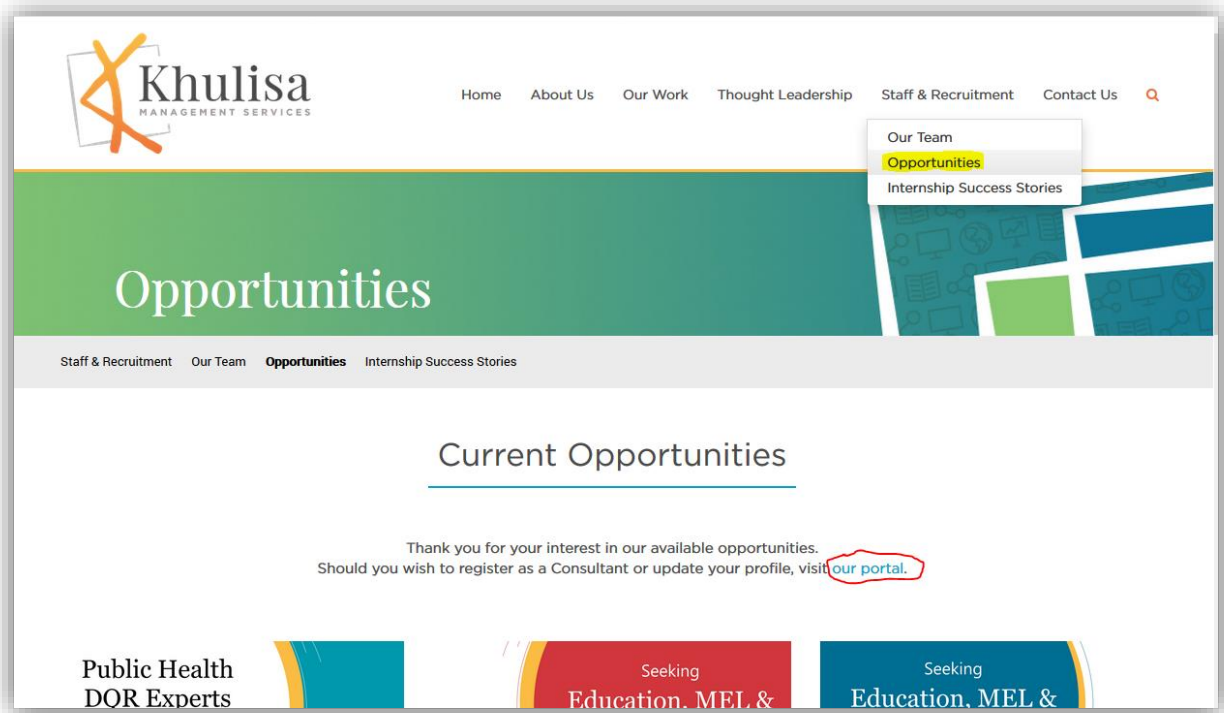 Khulisa
MANAGEMENT SERVICES
Home About Us Our Work Thought Leadership Staff & Recruitment Contact Us
Our Team
Opportunities
Internship Success Stories
Opportunities
Staff & Recruitment Our Team Opportunities Internship Success Stories
Current Opportunities
Thank you for your interest in our available opportunities.
Should you wish to register as a Consultant or update your profile, visit our portal.
Public Health
DQR Experts
Seeking
Education, MEL &
Seeking
Education, MEL &